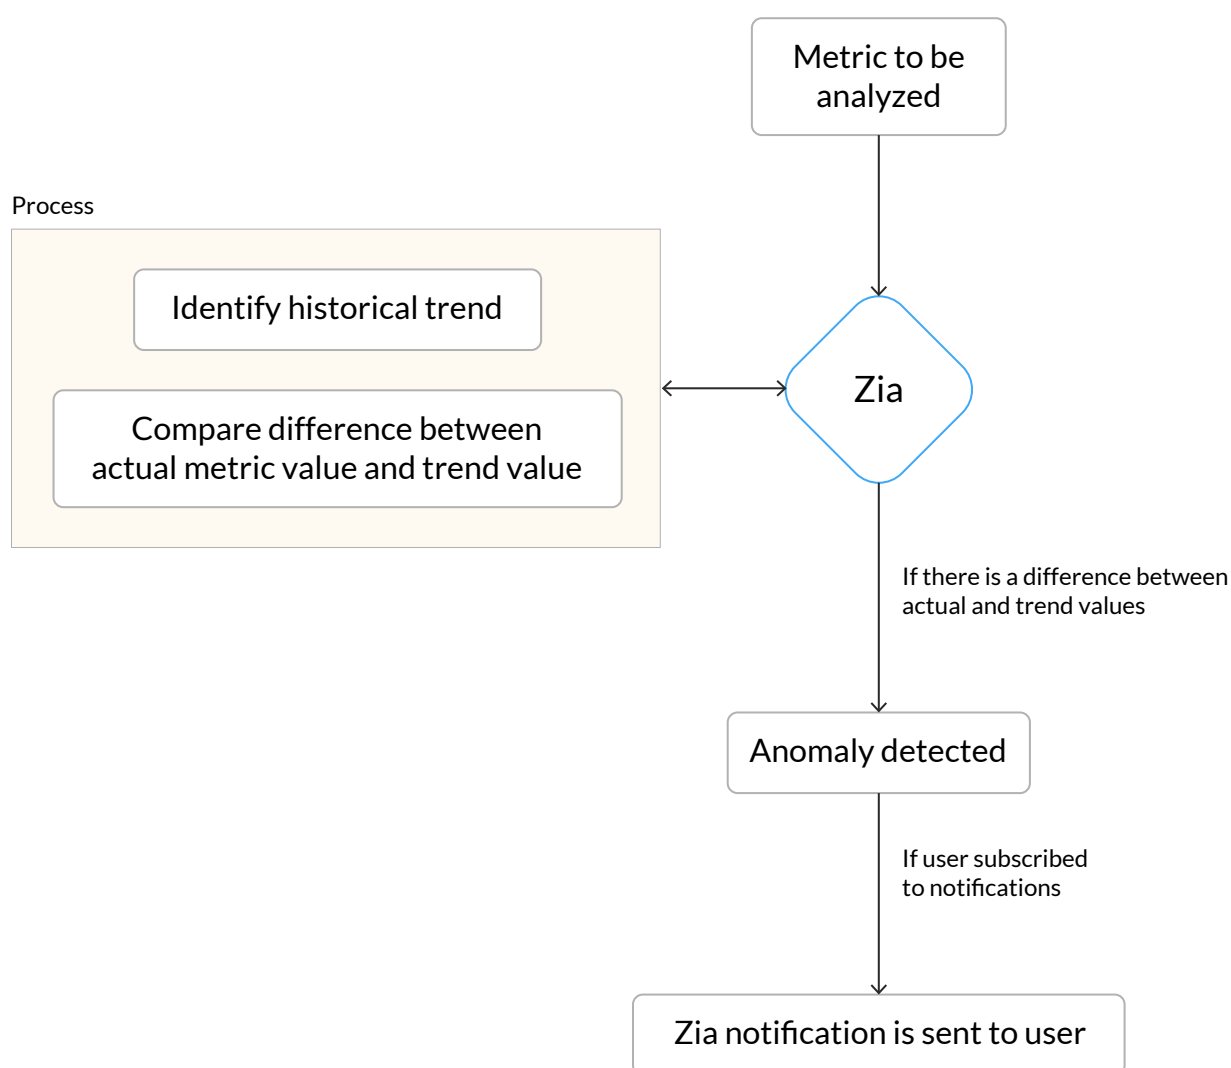 Metric to be
analyzed
Process
Identify historical trend
Compare difference between
actual metric value and trend value
Zia
If there is a difference between
actual and trend values
Anomaly detected
If user subscribed
to notifications
Zia notification is sent to user